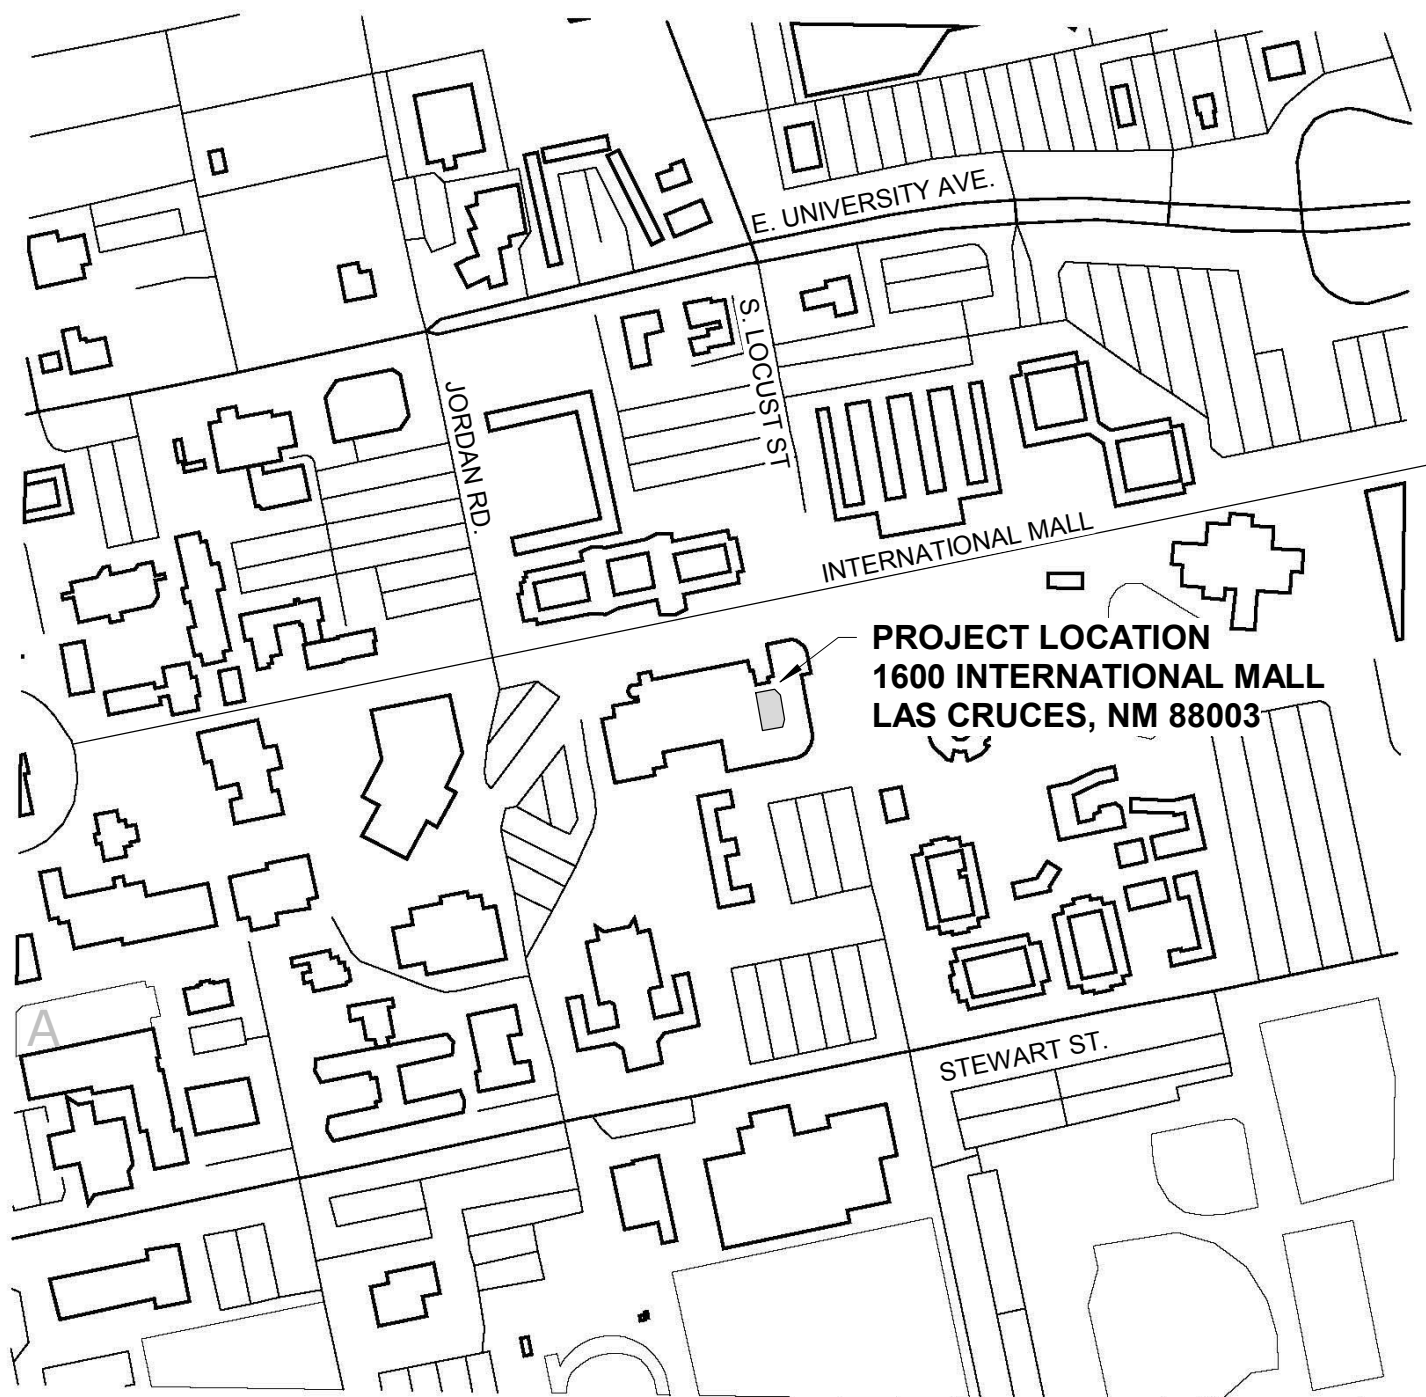 E. UNIVERSITY AVE.
S. LOCUST ST
JORDAN RD.
INTERNATIONAL MALL
PROJECT LOCATION
1600 INTERNATIONAL MALL
LAS CRUCES, NM 88003
A
STEWART ST.